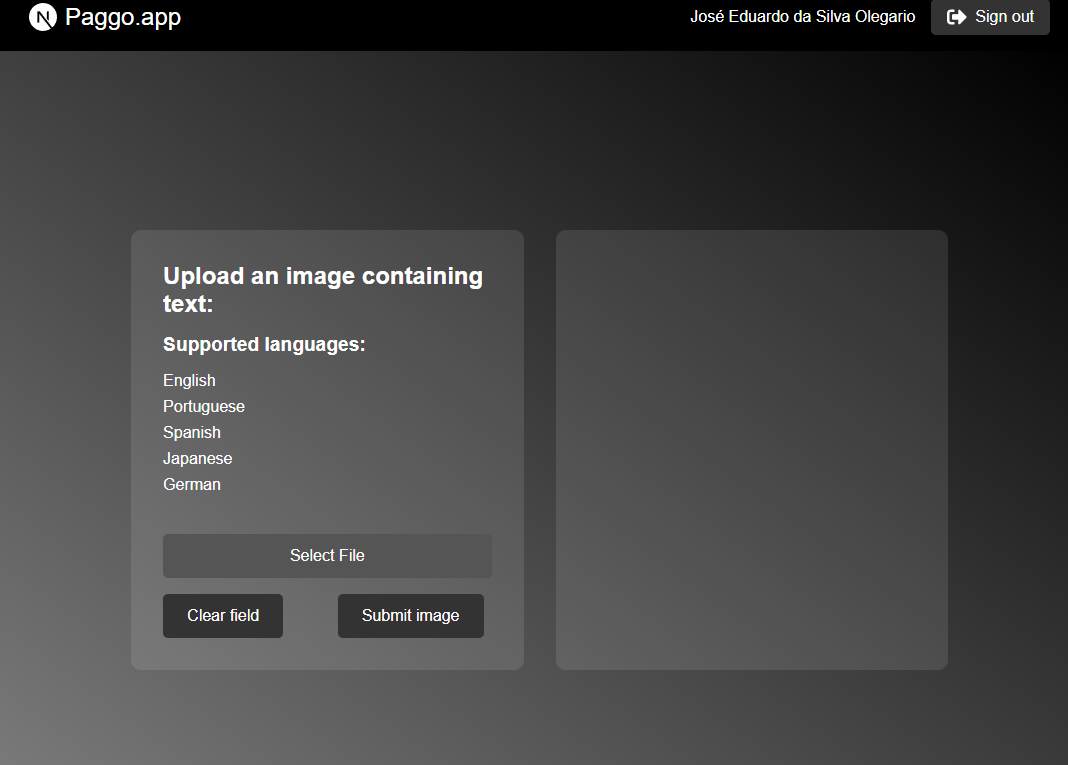 Paggo.app
José Eduardo da Silva Olegario
Sign out
Upload an image containing
text:
Supported languages:
English
Portuguese
Spanish
Japanese
German
Select File
Clear field
Submit image